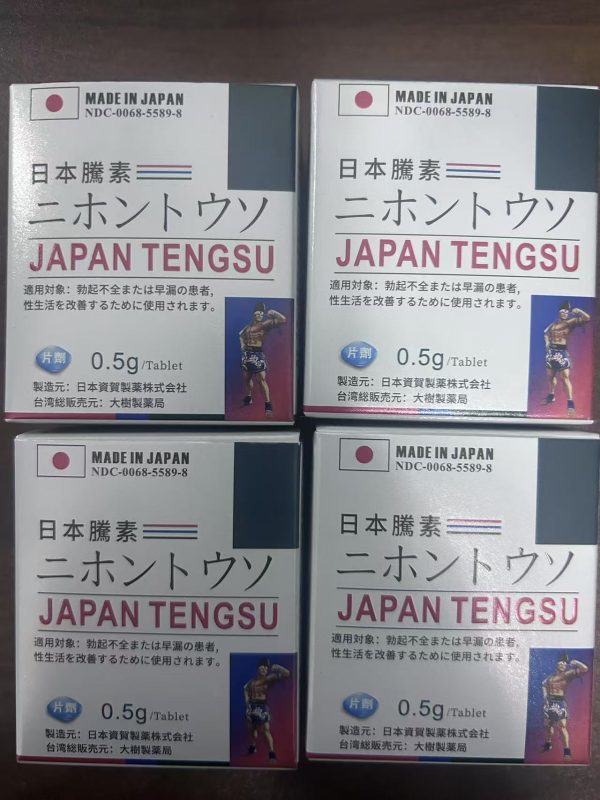 MADE IN JAPAN
NDC-0068-5589-8
日本騰素
ニホントウソ
JAPAN TENGSU
適用対象：勃起不全または早漏の患者，
性生活を改善するために使用されます。
片劑
0.5g/Tablet
製造元：日本資賀製薬株式会社
台湾総販売元：大樹製薬局
MADE IN JAPAN
NDC-0068-5589-8
日本騰素
ニホントウソ
JAPAN TENGSU
適用対象：勃起不全または早漏の患者，
性生活を改善するために使用されます。
片劑
0.5g/Tablet
製造元：日本資賀製薬株式会社
台湾総販売元：大樹製薬局
MADE IN JAPAN
NDC-0068-5589-8
日本騰素
ニホントウソ
JAPAN TENGSU
適用対象：勃起不全または早漏の患者，
性生活を改善するために使用されます。
片劑
0.5g/Tablet
製造元：日本資賀製薬株式会社
台湾総販売元：大樹製薬局
MADE IN JAPAN
NDC-0068-5589-8
日本騰素
ニホントウソ
JAPAN TENGSU
適用対象：勃起不全または早漏の患者，
性生活を改善するために使用されます。
片劑
0.5g/Tablet
製造元：日本資賀製薬株式会社
台湾総販売元：大樹製薬局